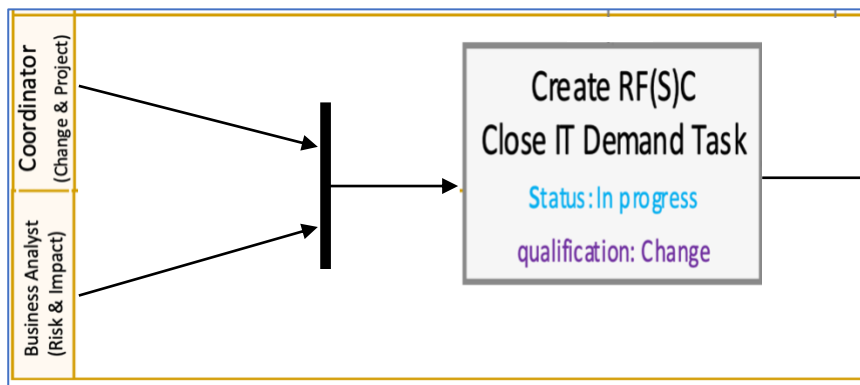 Coordinator
(Change & Project)
Business Analyst
(Risk & Impact)
Create RF(S)C
Close IT Demand Task
Status: In progress
qualification: Change